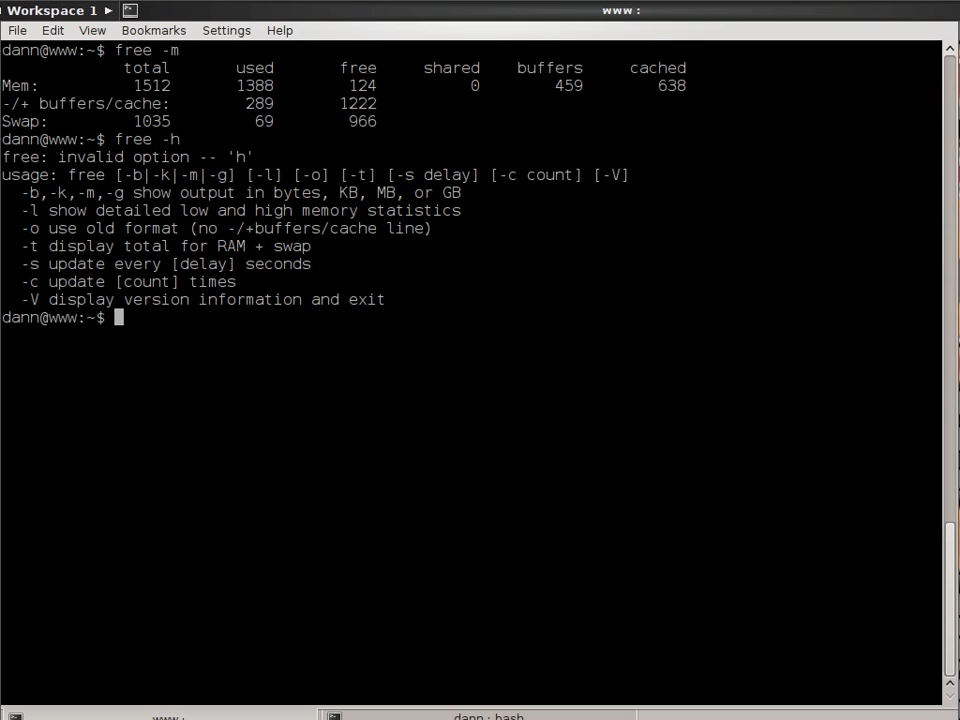 Workspace 1 www :
File Edit View Bookmarks Settings Help
dann@www:~$ free -m
total used free shared buffers cached
Mem: 1512 1388 124 0 459 638
-/+ buffers/cache: 289 1222
Swap: 1035 69 966
dann@www:~$ free -h
free: invalid option -- 'h'
usage: free [-b|-k|-m|-g] [-l] [-o] [-t] [-s delay] [-c count] [-V]
-b,-k,-m,-g show output in bytes, KB, MB, or GB
-l show detailed low and high memory statistics
-o use old format (no -/+buffers/cache line)
-t display total for RAM + swap
-s update every [delay] seconds
-c update [count] times
-V display version information and exit
dann@www:~$
www : dann : bash